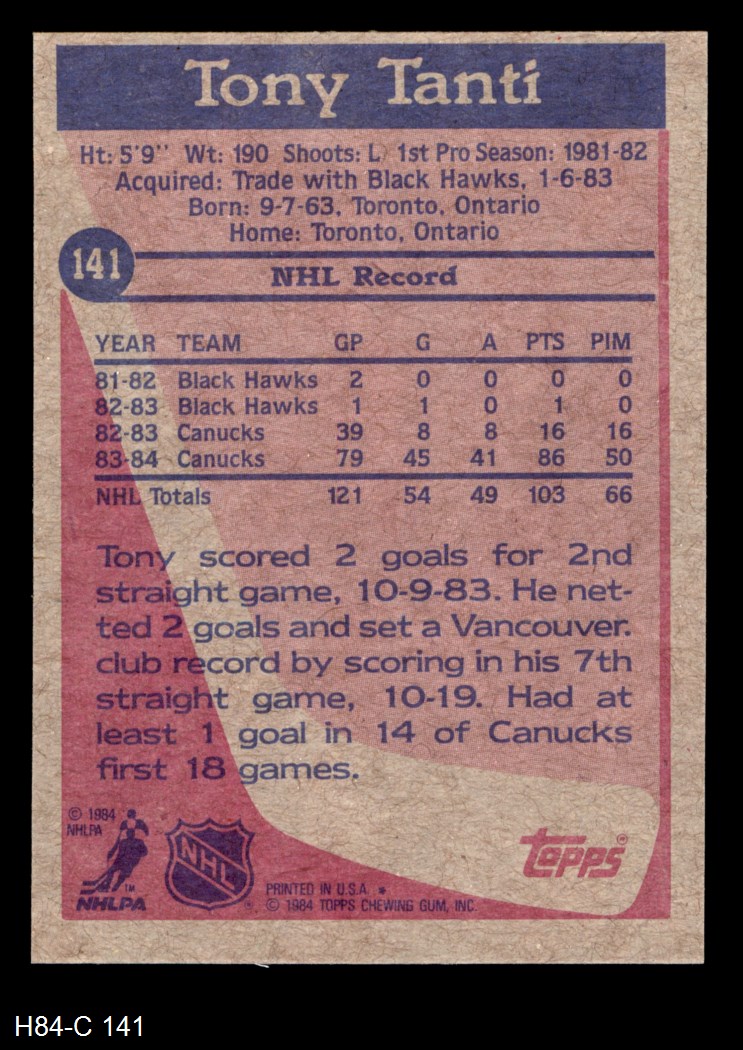 Tony Tanti
Ht: 5'9" Wt: 190 Shoots: L 1st Pro Season: 1981-82
Acquired: Trade with Black Hawks, 1-6-83
Born: 9-7-63, Toronto, Ontario
Home: Toronto, Ontario
141
NHL Record
YEAR TEAM GP G A PTS PIM
81-82 Black Hawks 2 0 0 0 0
82-83 Black Hawks 1 1 0 1 0
82-83 Canucks 39 8 8 16 16
83-84 Canucks 79 45 41 86 50
NHL Totals 121 54 49 103 66
Tony scored 2 goals for 2nd
straight game, 10-9-83. He net-
ted 2 goals and set a Vancouver
club record by scoring in his 7th
straight game, 10-19. Had at
least 1 goal in 14 of Canucks
first 18 games.
© 1984
NHLPA
TM
NHLPA
NHL
®
PRINTED IN U.S.A. *
© 1984 TOPPS CHEWING GUM, INC.
topps®
H84-C 141